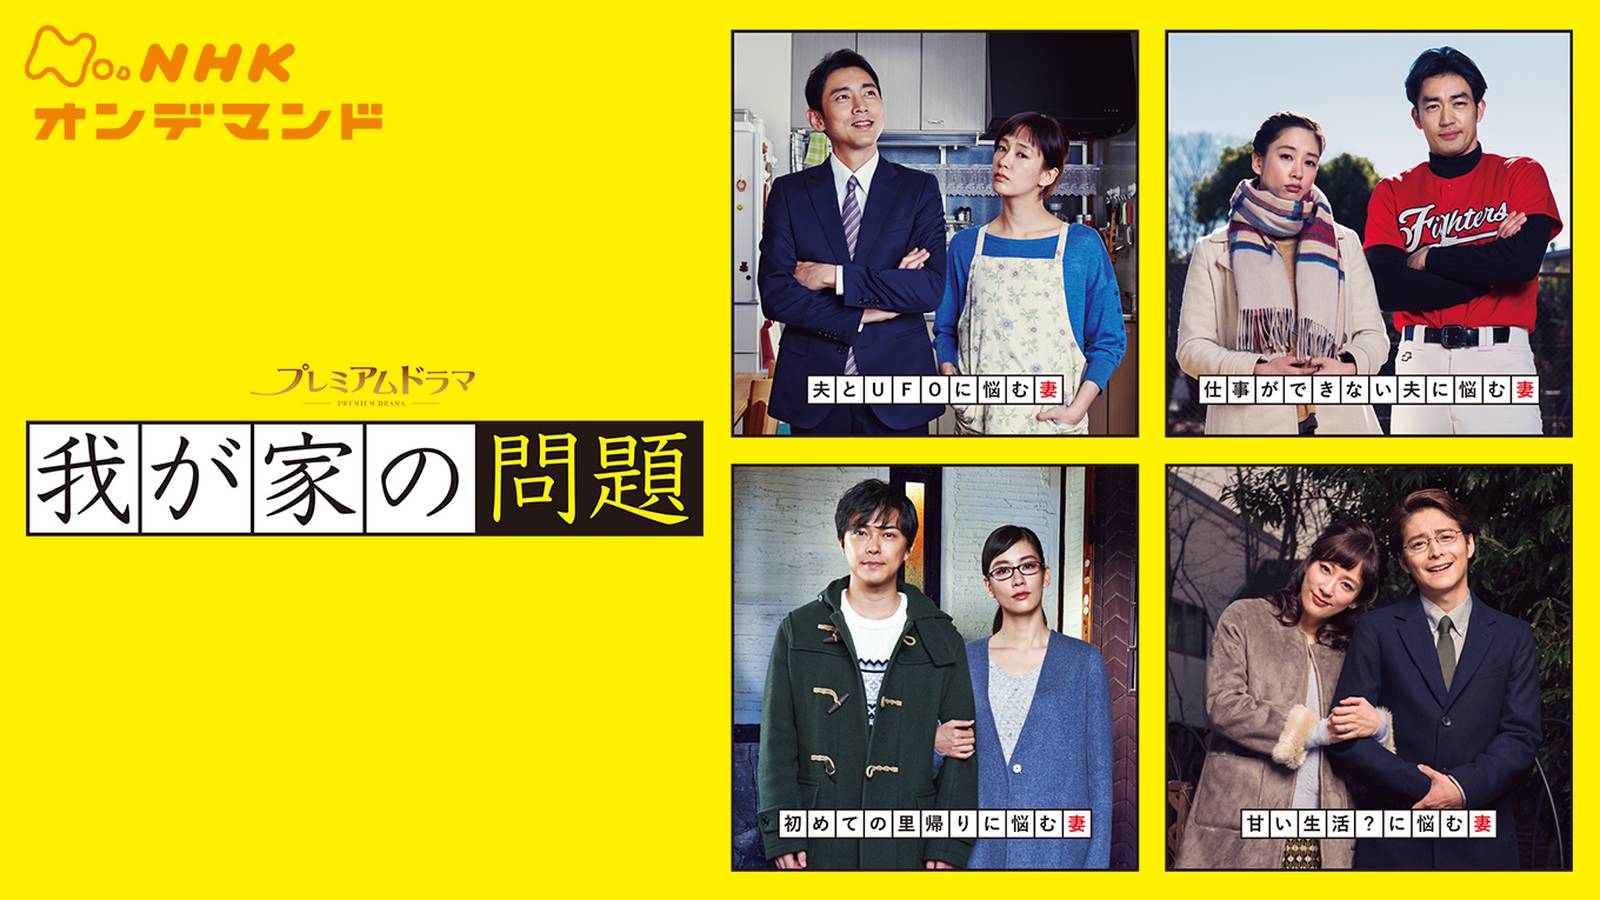 NHK
オンデマンド
プレミアムドラマ
PREMIUM DRAMA
我が家の問題
夫とUFOに悩む妻
Fighters
仕事ができない夫に悩む妻
初めての里帰りに悩む妻
甘い生活？に悩む妻